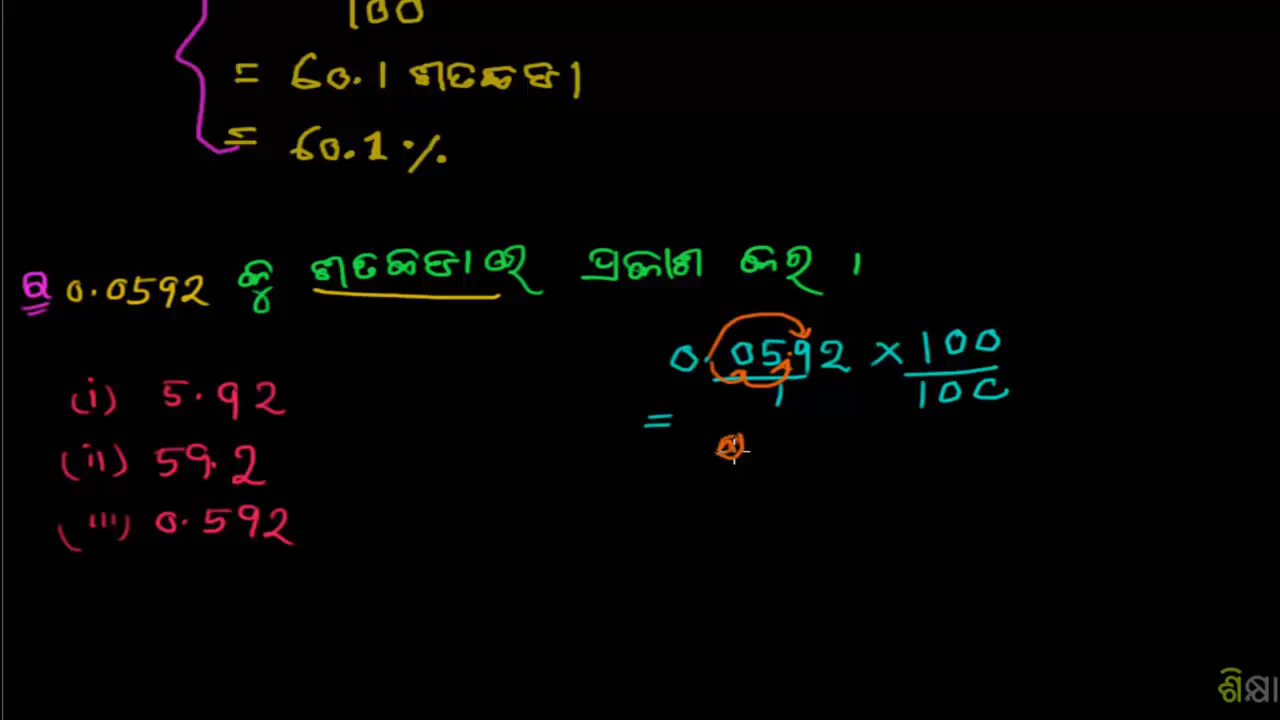 100
= 60.1 ଶତକଡ଼ା
= 60.1 %
ର 0.0592 କୁ ଶତକଡ଼ାରେ ପ୍ରକାଶ କର ।
0.0592 × 100
1 100
=
(i) 5.92
(ii) 59.2
(iii) 0.592
ଶିକ୍ଷା